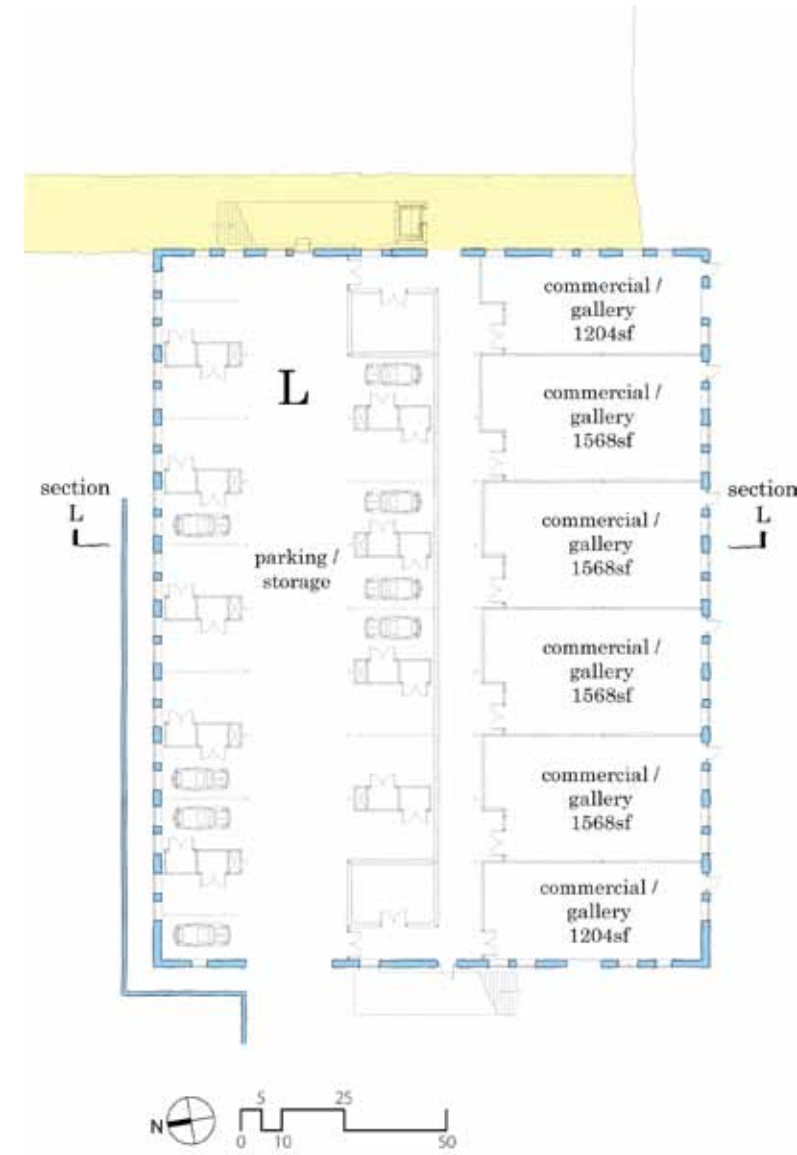 commercial /
gallery
1204sf
L
commercial /
gallery
1568sf
section
L
section
L
commercial /
gallery
1568sf
parking /
storage
commercial /
gallery
1568sf
commercial /
gallery
1568sf
commercial /
gallery
1204sf
N
5 25
0 10 50